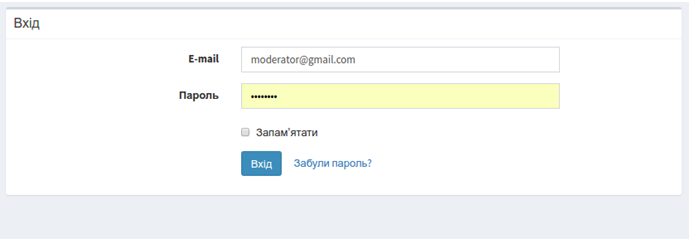 Вхід
E-mail moderator@gmail.com
Пароль ••••••••
Запам'ятати
Вхід Забули пароль?